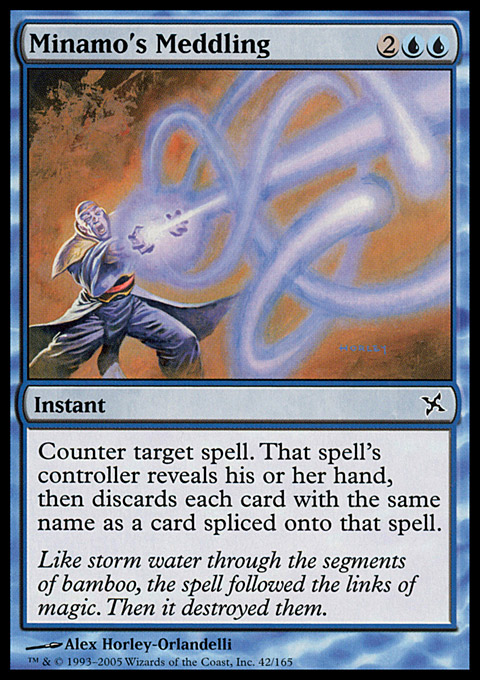 Minamo's Meddling 2
HORLEY
Instant
Counter target spell. That spell's
controller reveals his or her hand,
then discards each card with the same
name as a card spliced onto that spell.
Like storm water through the segments
of bamboo, the spell followed the links of
magic. Then it destroyed them.
Alex Horley-Orlandelli
™ & © 1993–2005 Wizards of the Coast, Inc. 42/165